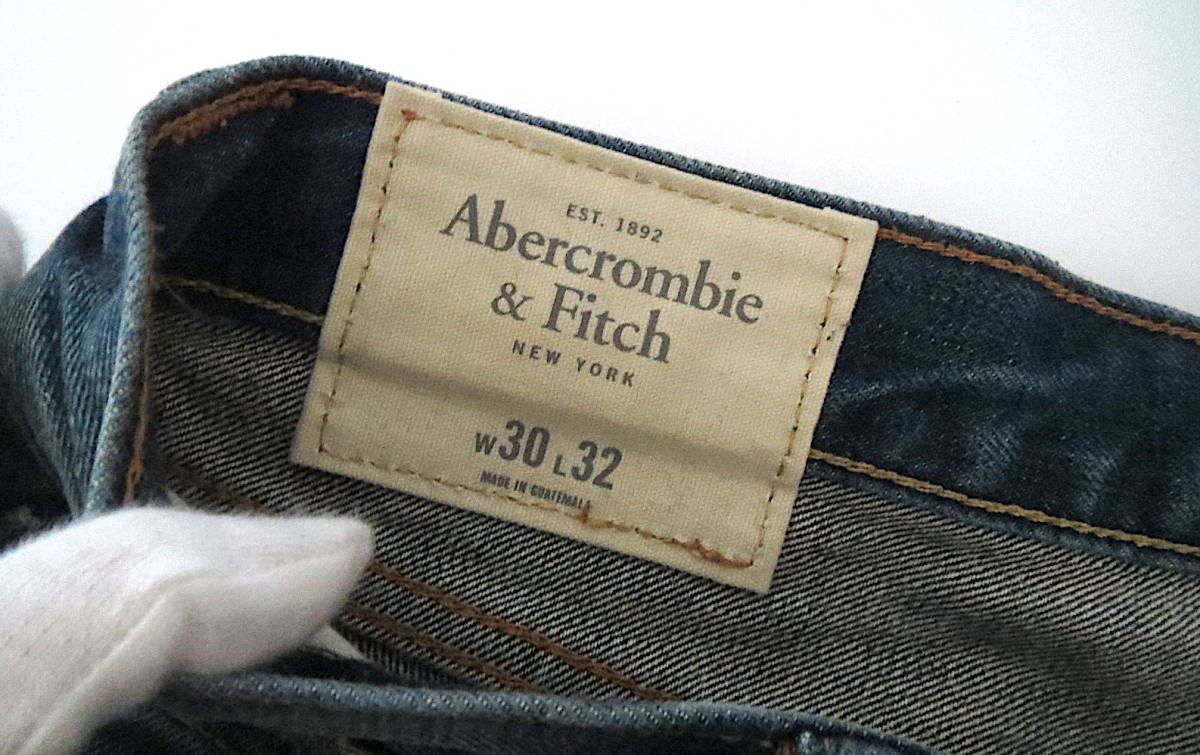 EST. 1892
Abercrombie
& Fitch
NEW YORK
W30 L32
MADE IN GUATEMALA